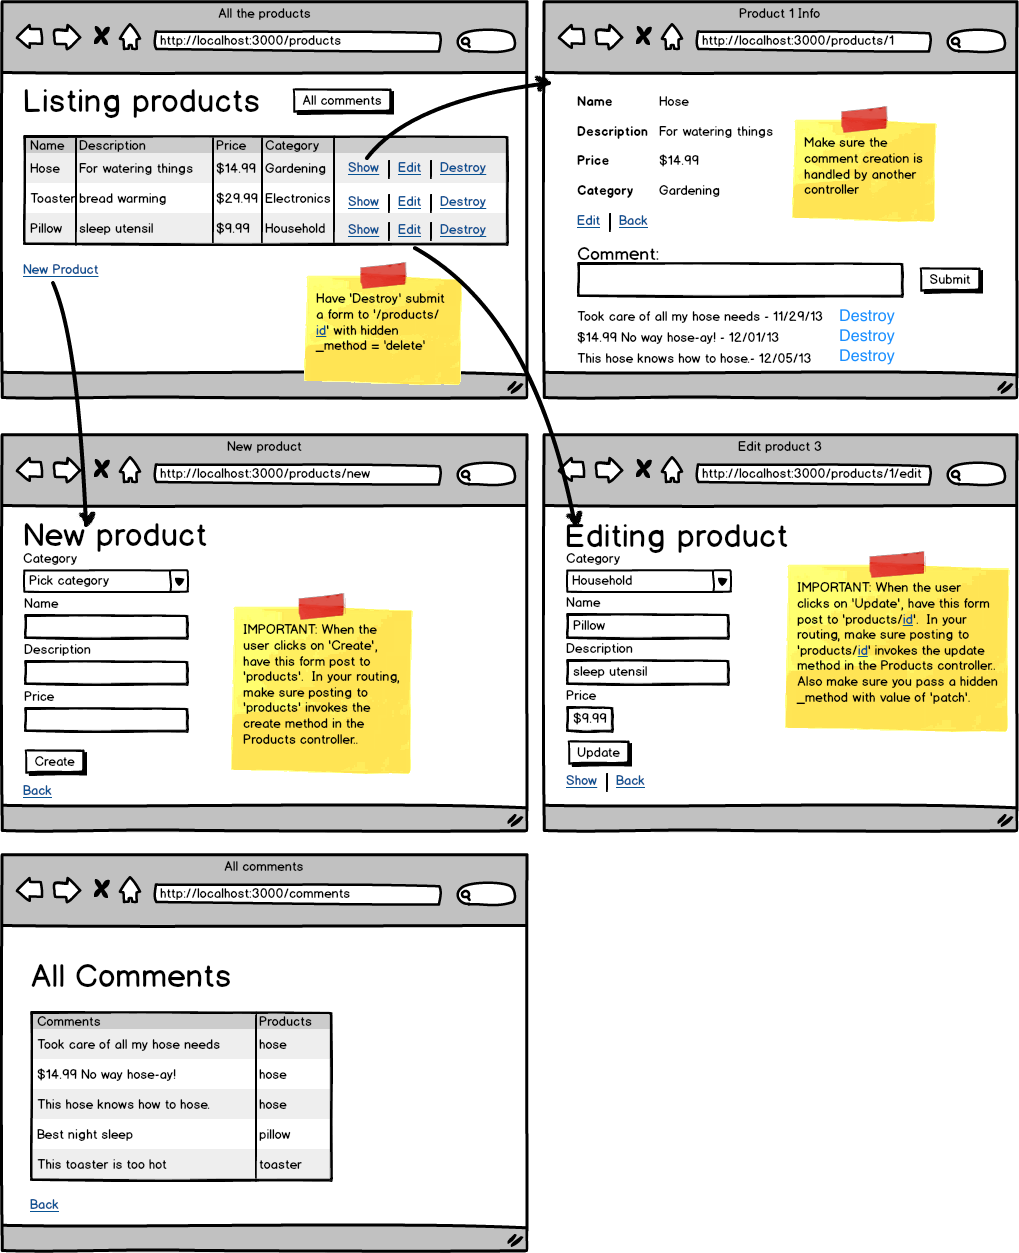 All the products
http://localhost:3000/products
Listing products
All comments
Name Description Price Category
Hose For watering things $14.99 Gardening Show Edit Destroy
Toaster bread warming $29.99 Electronics Show Edit Destroy
Pillow sleep utensil $9.99 Household Show Edit Destroy
New Product
Have 'Destroy' submit
a form to '/products/
id' with hidden
_method = 'delete'
Product 1 Info
http://localhost:3000/products/1
Name Hose
Description For watering things
Price $14.99
Category Gardening
Edit Back
Make sure the
comment creation is
handled by another
controller
Comment:
Submit
Took care of all my hose needs - 11/29/13 Destroy
$14.99 No way hose-ay! - 12/01/13 Destroy
This hose knows how to hose.- 12/05/13 Destroy
New product
http://localhost:3000/products/new
New product
Category
Pick category
Name
Description
Price
Create
Back
IMPORTANT: When the
user clicks on 'Create',
have this form post to
'products'. In your routing,
make sure posting to
'products' invokes the
create method in the
Products controller..
Edit product 3
http://localhost:3000/products/1/edit
Editing product
Category
Household
Name
Pillow
Description
sleep utensil
Price
$9.99
Update
Show Back
IMPORTANT: When the user
clicks on 'Update', have this form
post to 'products/id'. In your
routing, make sure posting to
'products/id' invokes the update
method in the Products controller..
Also make sure you pass a hidden
_method with value of 'patch'.
All comments
http://localhost:3000/comments
All Comments
Comments Products
Took care of all my hose needs hose
$14.99 No way hose-ay! hose
This hose knows how to hose. hose
Best night sleep pillow
This toaster is too hot toaster
Back